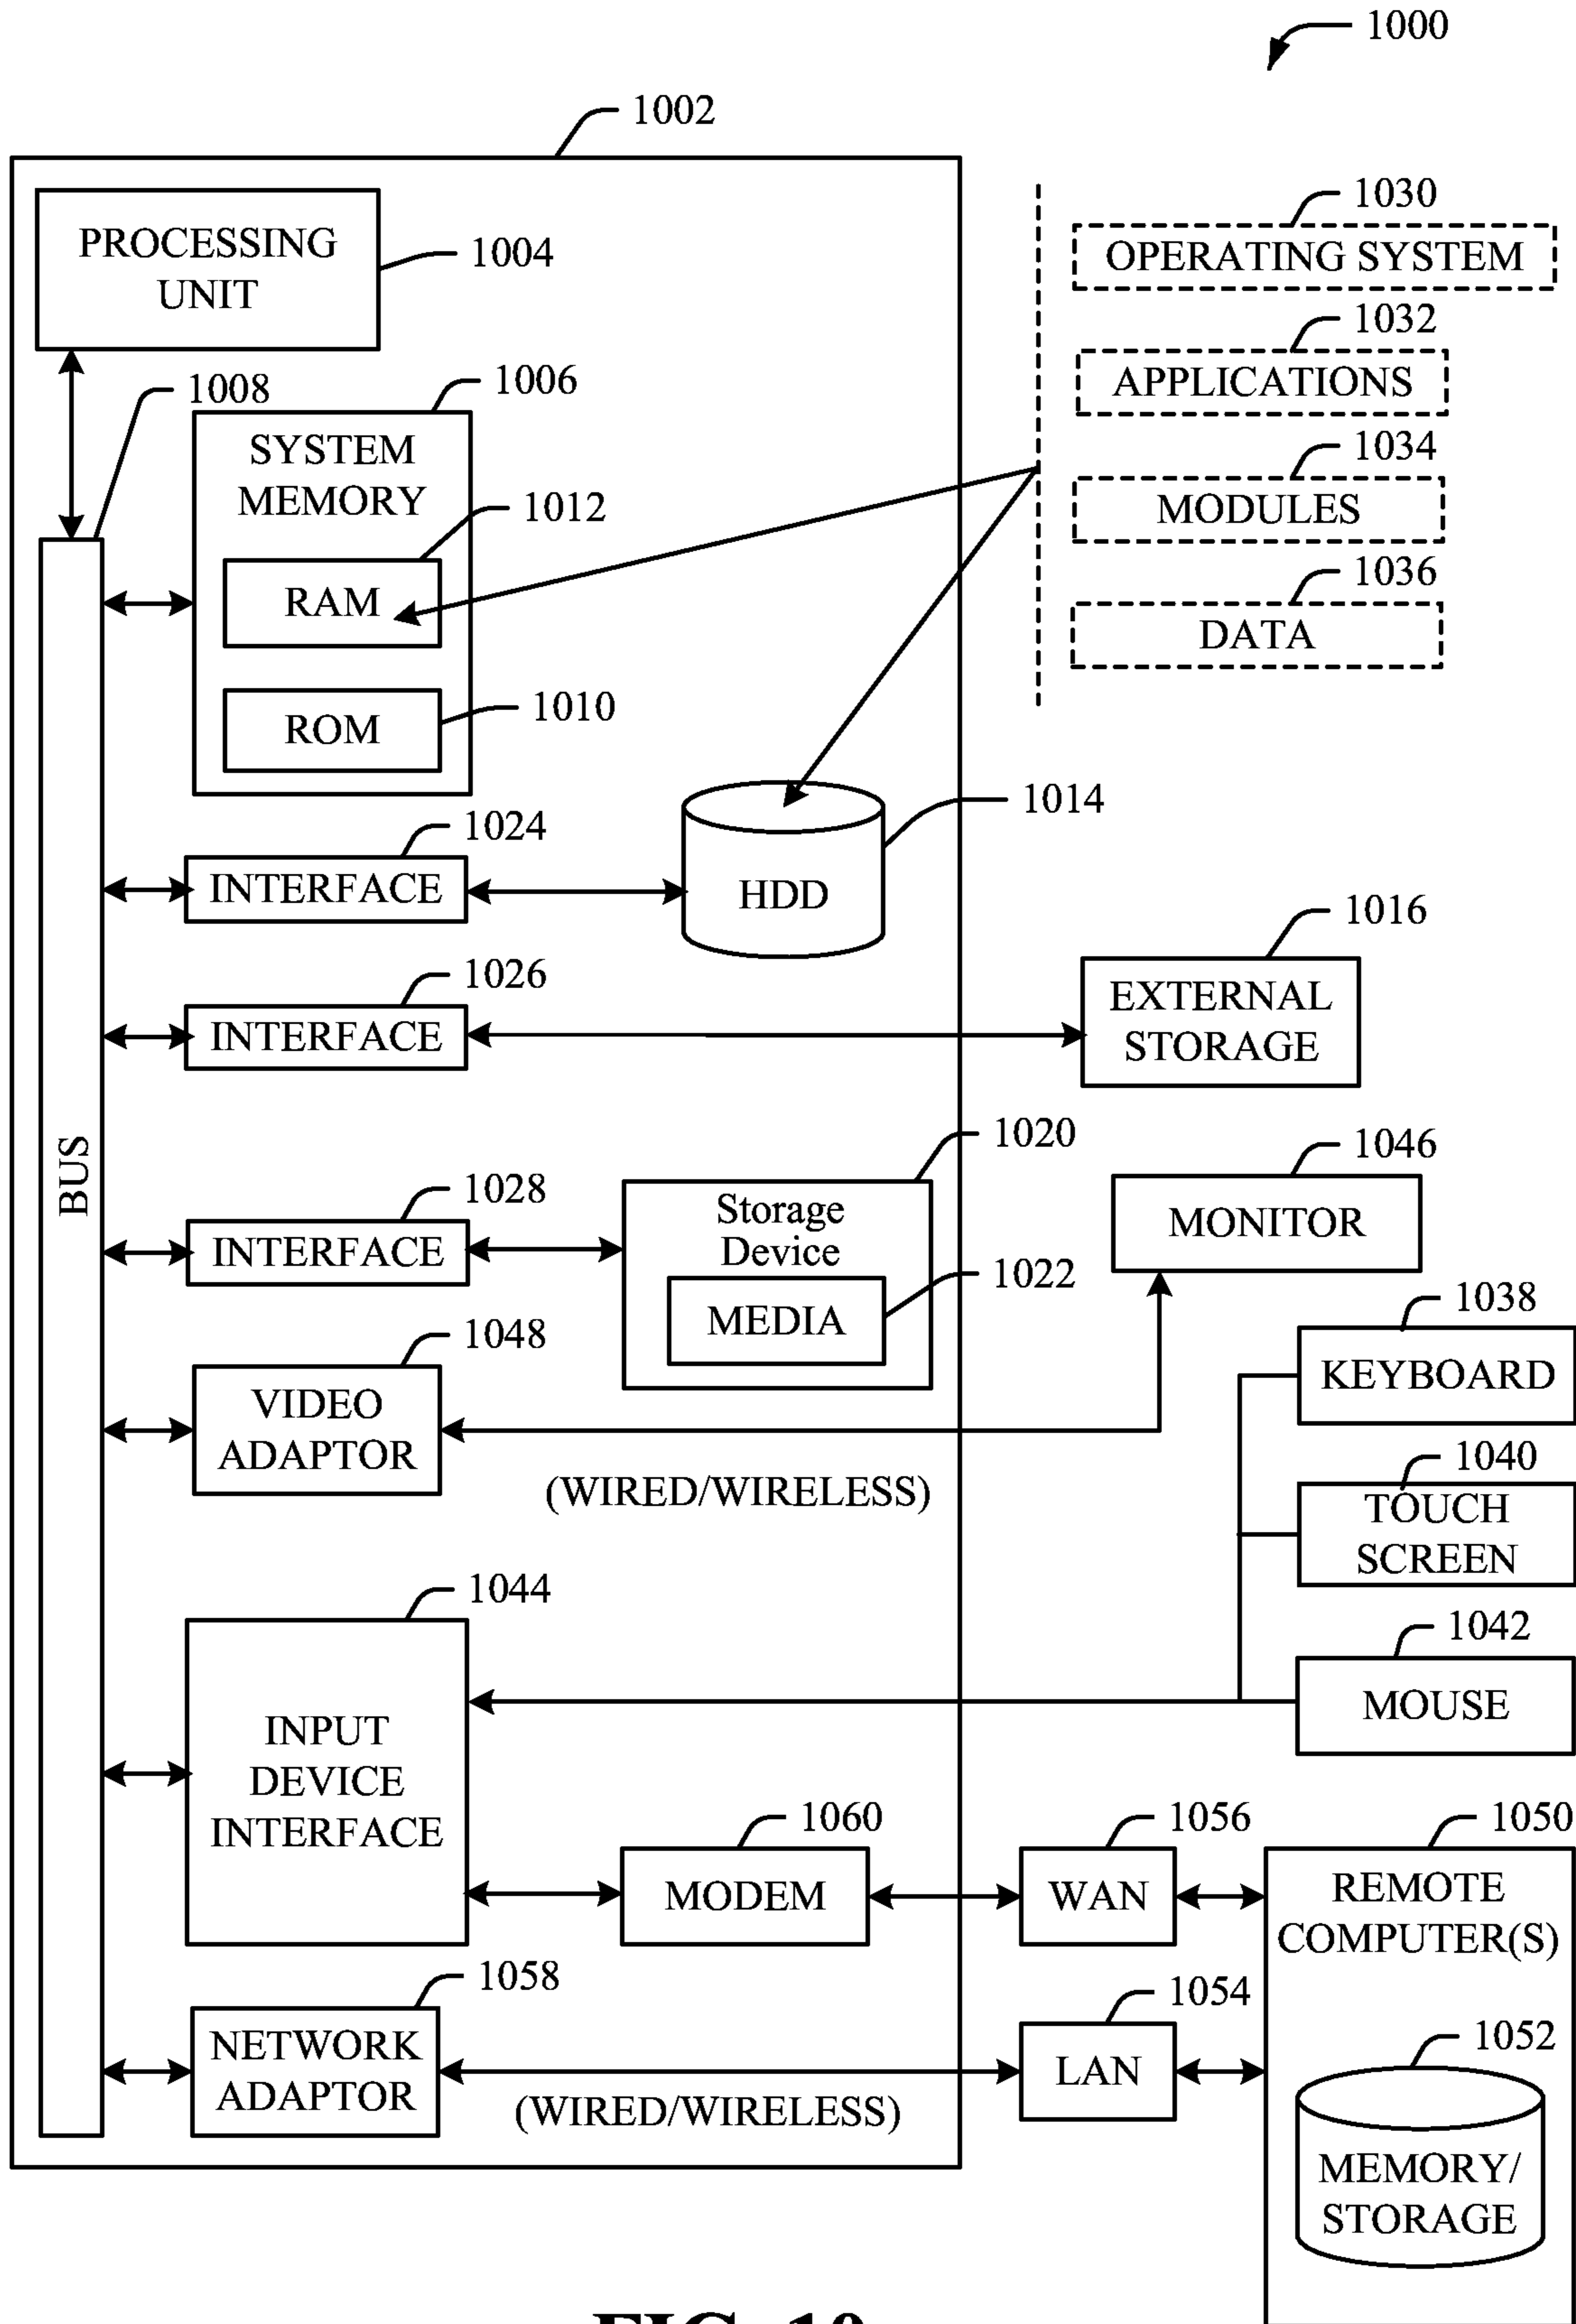 1000
1002
PROCESSING
UNIT
1004
1030
OPERATING SYSTEM
1032
APPLICATIONS
1034
MODULES
1036
DATA
1008
1006
SYSTEM
MEMORY
1012
RAM
1010
ROM
1014
HDD
1024
INTERFACE
1016
EXTERNAL
STORAGE
1026
INTERFACE
BUS
1020
Storage
Device
1022
MEDIA
1028
INTERFACE
1046
MONITOR
1048
VIDEO
ADAPTOR
(WIRED/WIRELESS)
1038
KEYBOARD
1040
TOUCH
SCREEN
1042
MOUSE
1044
INPUT
DEVICE
INTERFACE
1060
MODEM
1056
WAN
1050
REMOTE
COMPUTER(S)
1058
NETWORK
ADAPTOR
(WIRED/WIRELESS)
1054
LAN
1052
MEMORY/
STORAGE
FIG. 10